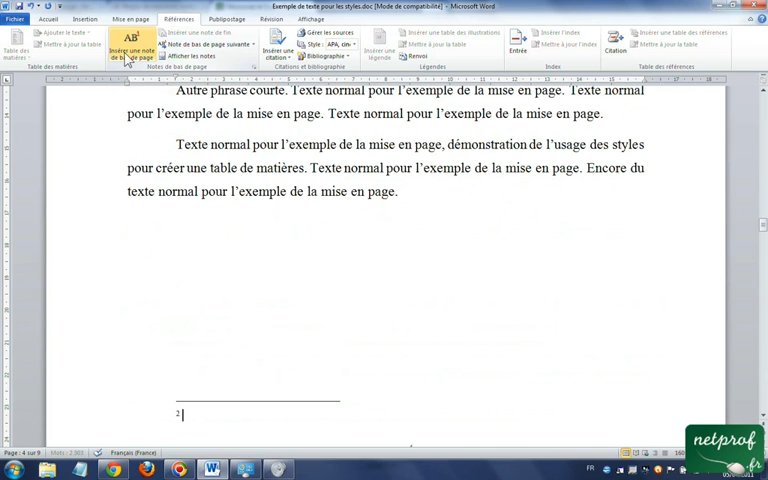 Exemple de texte pour les styles.doc [Mode de compatibilité] - Microsoft Word
Fichier Accueil Insertion Mise en page Références Publipostage Révision Affichage
Table des matières
Ajouter le texte
Mettre à jour la table
Table des matières
AB1
Insérer une note de bas de page
Insérer une note de fin
Note de bas de page suivante
Afficher les notes
Notes de bas de page
Insérer une citation
Gérer les sources
Style : APA, cin
Bibliographie
Citations et bibliographie
Insérer une légende
Insérer une table des illustrations
Mettre à jour la table
Renvoi
Légendes
Entrée
Insérer l'index
Mettre à jour l'index
Index
Citation
Insérer une table des références
Mettre à jour la table
Table des références
Autre phrase courte. Texte normal pour l'exemple de la mise en page. Texte normal
pour l'exemple de la mise en page. Texte normal pour l'exemple de la mise en page.
Texte normal pour l'exemple de la mise en page, démonstration de l'usage des styles
pour créer une table de matières. Texte normal pour l'exemple de la mise en page. Encore du
texte normal pour l'exemple de la mise en page.
2
Page : 4 sur 9 Mots : 2 303 Français (France)
FR
netprof
.fr